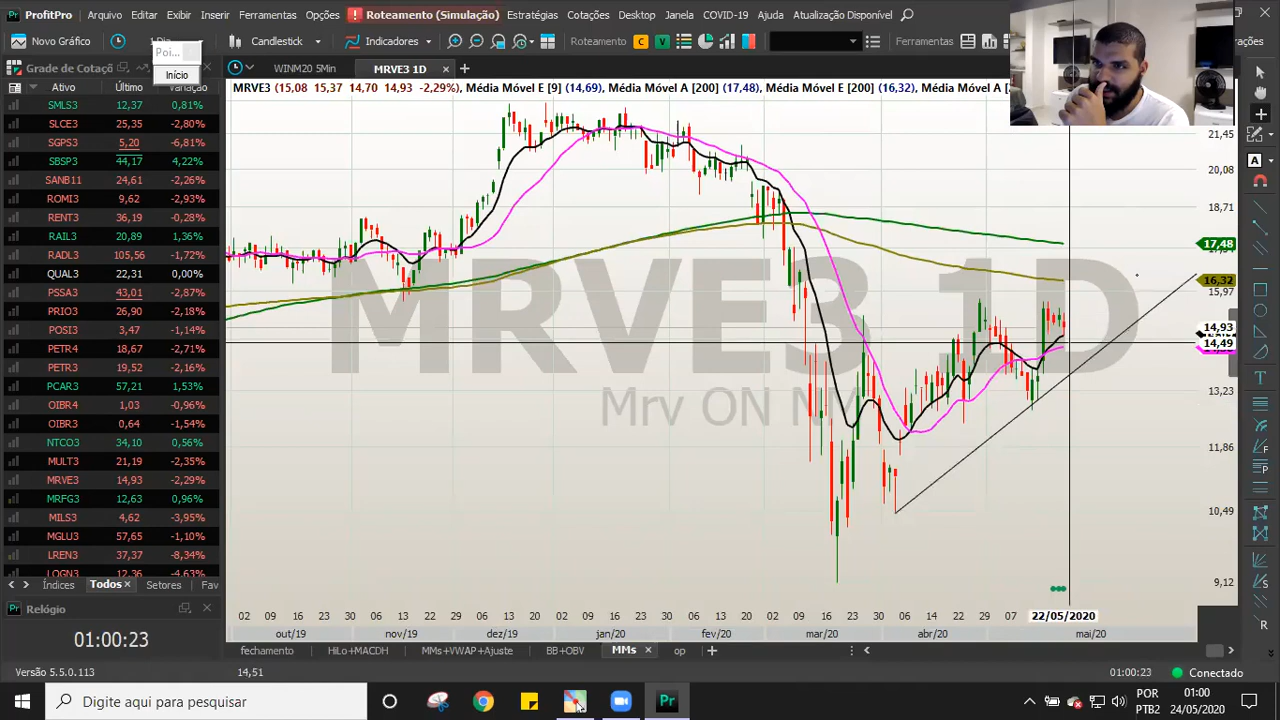 ProfitPro Arquivo Editar Exibir Inserir Ferramentas Opções Roteamento (Simulação) Estratégias Cotações Desktop Janela COVID-19 Ajuda Atualização Disponível
Novo Gráfico 1 Dia Candlestick Indicadores Roteamento C V Ferramentas
Poi...
Início
Grade de Cotaçõ
WINM20 5Min MRVE3 1D
Ativo Último Variação
MRVE3 (15,08 15,37 14,70 14,93 -2,29%), Média Móvel E [9] (14,69), Média Móvel A [200] (17,48), Média Móvel E [200] (16,32), Média Móvel A [
SMLS3 12,37 0,81%
SLCE3 25,35 -2,80%
SGPS3 5,20 -6,81%
SBSP3 44,17 4,22%
SANB11 24,61 -2,26%
ROMI3 9,62 -2,93%
RENT3 36,19 -0,28%
RAIL3 20,89 1,36%
RADL3 105,56 -1,72%
QUAL3 22,31 0,00%
PSSA3 43,01 -2,87%
PRIO3 26,90 -2,18%
POSI3 3,47 -1,14%
PETR4 18,67 -2,71%
PETR3 19,52 -2,16%
PCAR3 57,21 1,53%
OIBR4 1,03 -0,96%
OIBR3 0,64 -1,54%
NTCO3 34,10 0,56%
MULT3 21,19 -2,35%
MRVE3 14,93 -2,29%
MRFG3 12,63 0,96%
MILS3 4,62 -3,95%
MGLU3 57,65 -1,10%
LREN3 37,37 -8,34%
LOGN3 12,36 -4,63%
MRVE3 1D
Mrv ON NM
21,45
20,08
18,71
17,48
16,32
15,97
14,93
14,49
13,23
11,86
10,49
9,12
Índices Todos Setores Fav
02 09 16 23 30 06 13 22 29 06 13 20 09 13 20 02 09 16 23 30 06 14 22 29 07 22/05/2020
out/19 nov/19 dez/19 jan/20 fev/20 mar/20 abr/20 mai/20
Relógio
01:00:23
fechamento HiLo+MACDH MMs+VWAP+Ajuste BB+OBV MMs op
Versão 5.5.0.113 14,51 01:00:23 Conectado
Digite aqui para pesquisar
POR
PTB2
01:00
24/05/2020